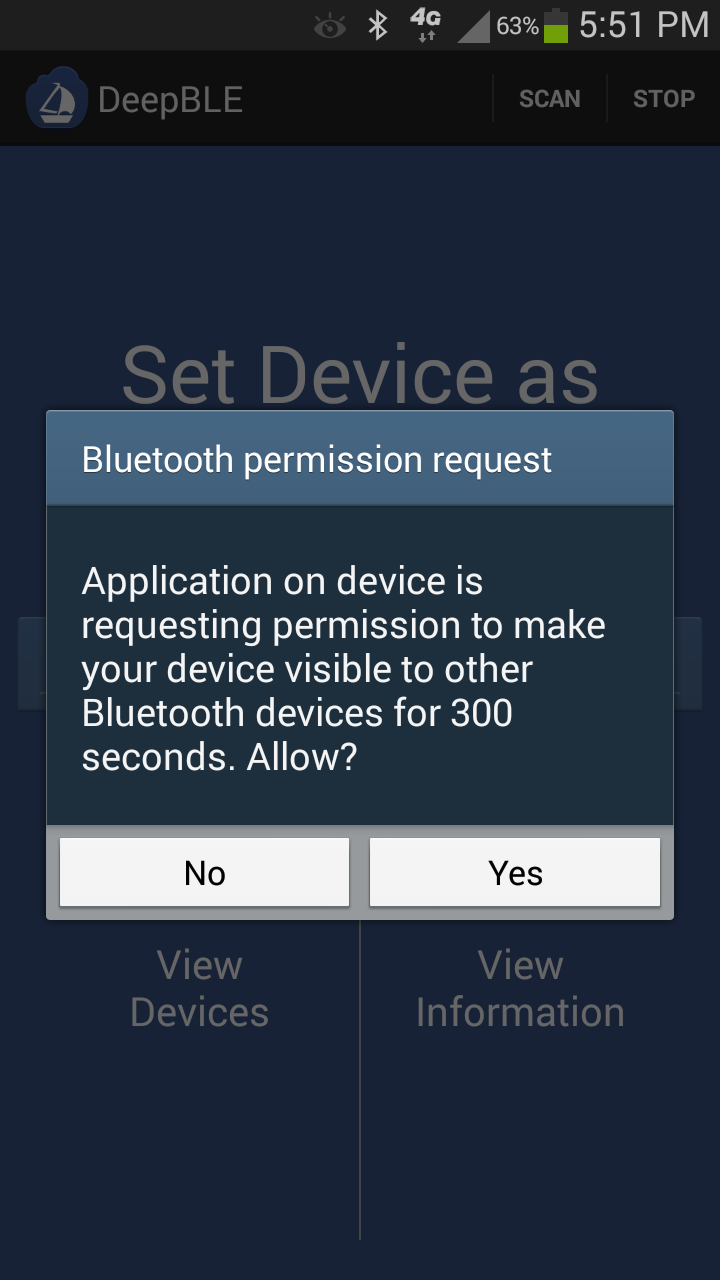 4G 63% 5:51 PM
DeepBLE SCAN STOP
Set Device as
Bluetooth permission request
Application on device is
requesting permission to make
your device visible to other
Bluetooth devices for 300
seconds. Allow?
No Yes
View Devices
View Information